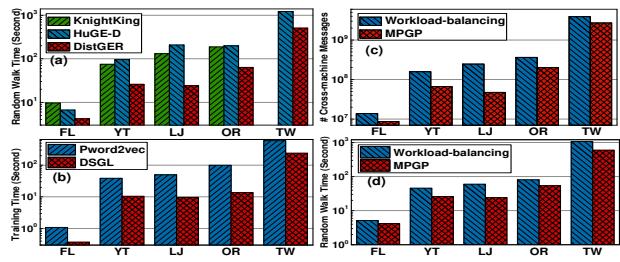 Random Walk Time (Second)
10³
10²
10¹
KnightKing
HuGE-D
DistGER
(a)
FL YT LJ OR TW
# Cross-machine Messages
10⁹
10⁸
10⁷
Workload-balancing
MPGP
(c)
FL YT LJ OR TW
Training Time (Second)
10²
10¹
10⁰
Pword2vec
DSGL
(b)
FL YT LJ OR TW
Random Walk Time (Second)
10³
10²
10¹
10⁰
Workload-balancing
MPGP
(d)
FL YT LJ OR TW